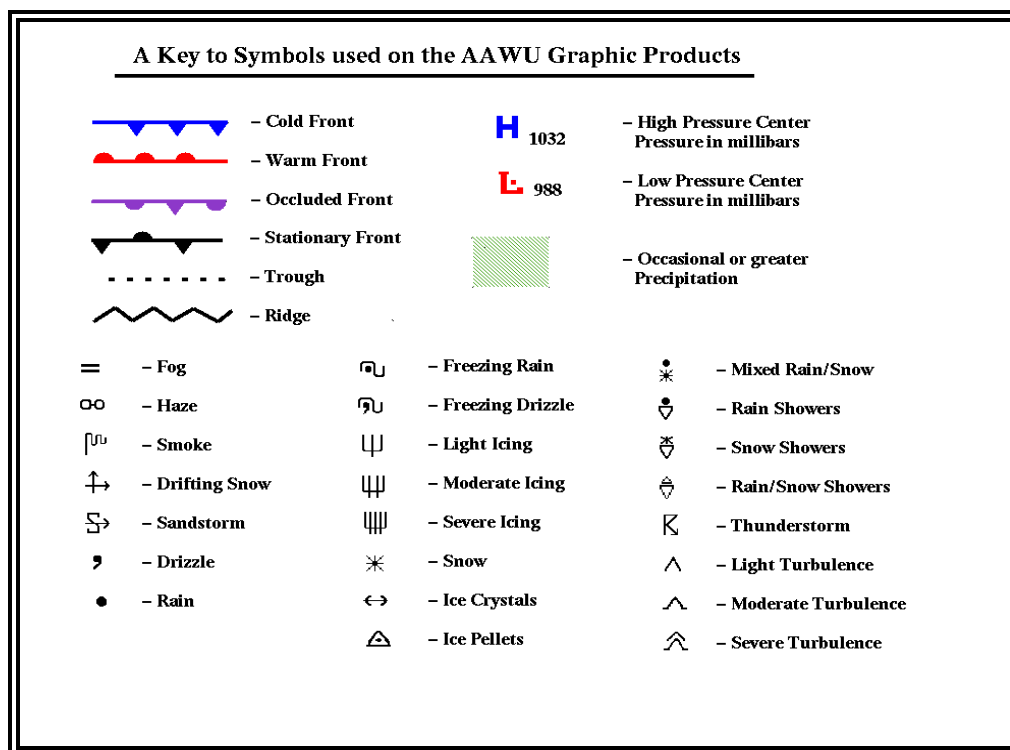 A Key to Symbols used on the AAWU Graphic Products
– Cold Front
– Warm Front
– Occluded Front
– Stationary Front
– Trough
– Ridge
H 1032
– High Pressure Center
Pressure in millibars
L 988
– Low Pressure Center
Pressure in millibars
– Occasional or greater
Precipitation
– Fog
– Haze
– Smoke
– Drifting Snow
– Sandstorm
– Drizzle
– Rain
– Freezing Rain
– Freezing Drizzle
– Light Icing
– Moderate Icing
– Severe Icing
– Snow
– Ice Crystals
– Ice Pellets
– Mixed Rain/Snow
– Rain Showers
– Snow Showers
– Rain/Snow Showers
– Thunderstorm
– Light Turbulence
– Moderate Turbulence
– Severe Turbulence